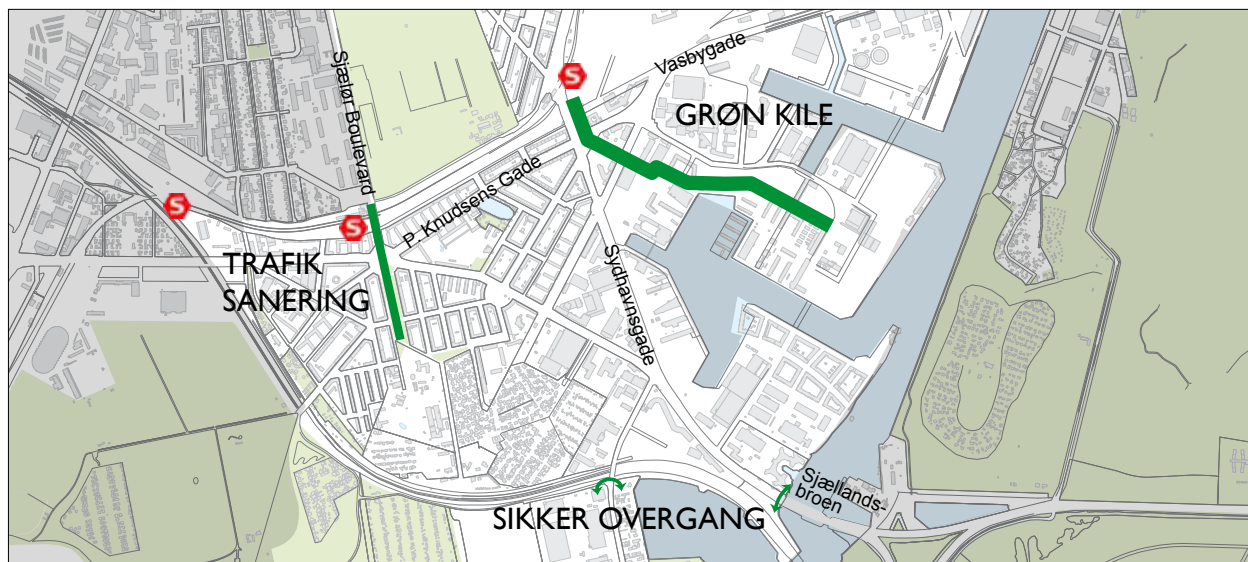 S
Vasbygade
GRØN KILE
Sjælør Boulevard
P. Knudsens Gade
S
S
TRAFIK
SANERING
Sydhavnsgade
Sjællands-
broen
SIKKER OVERGANG